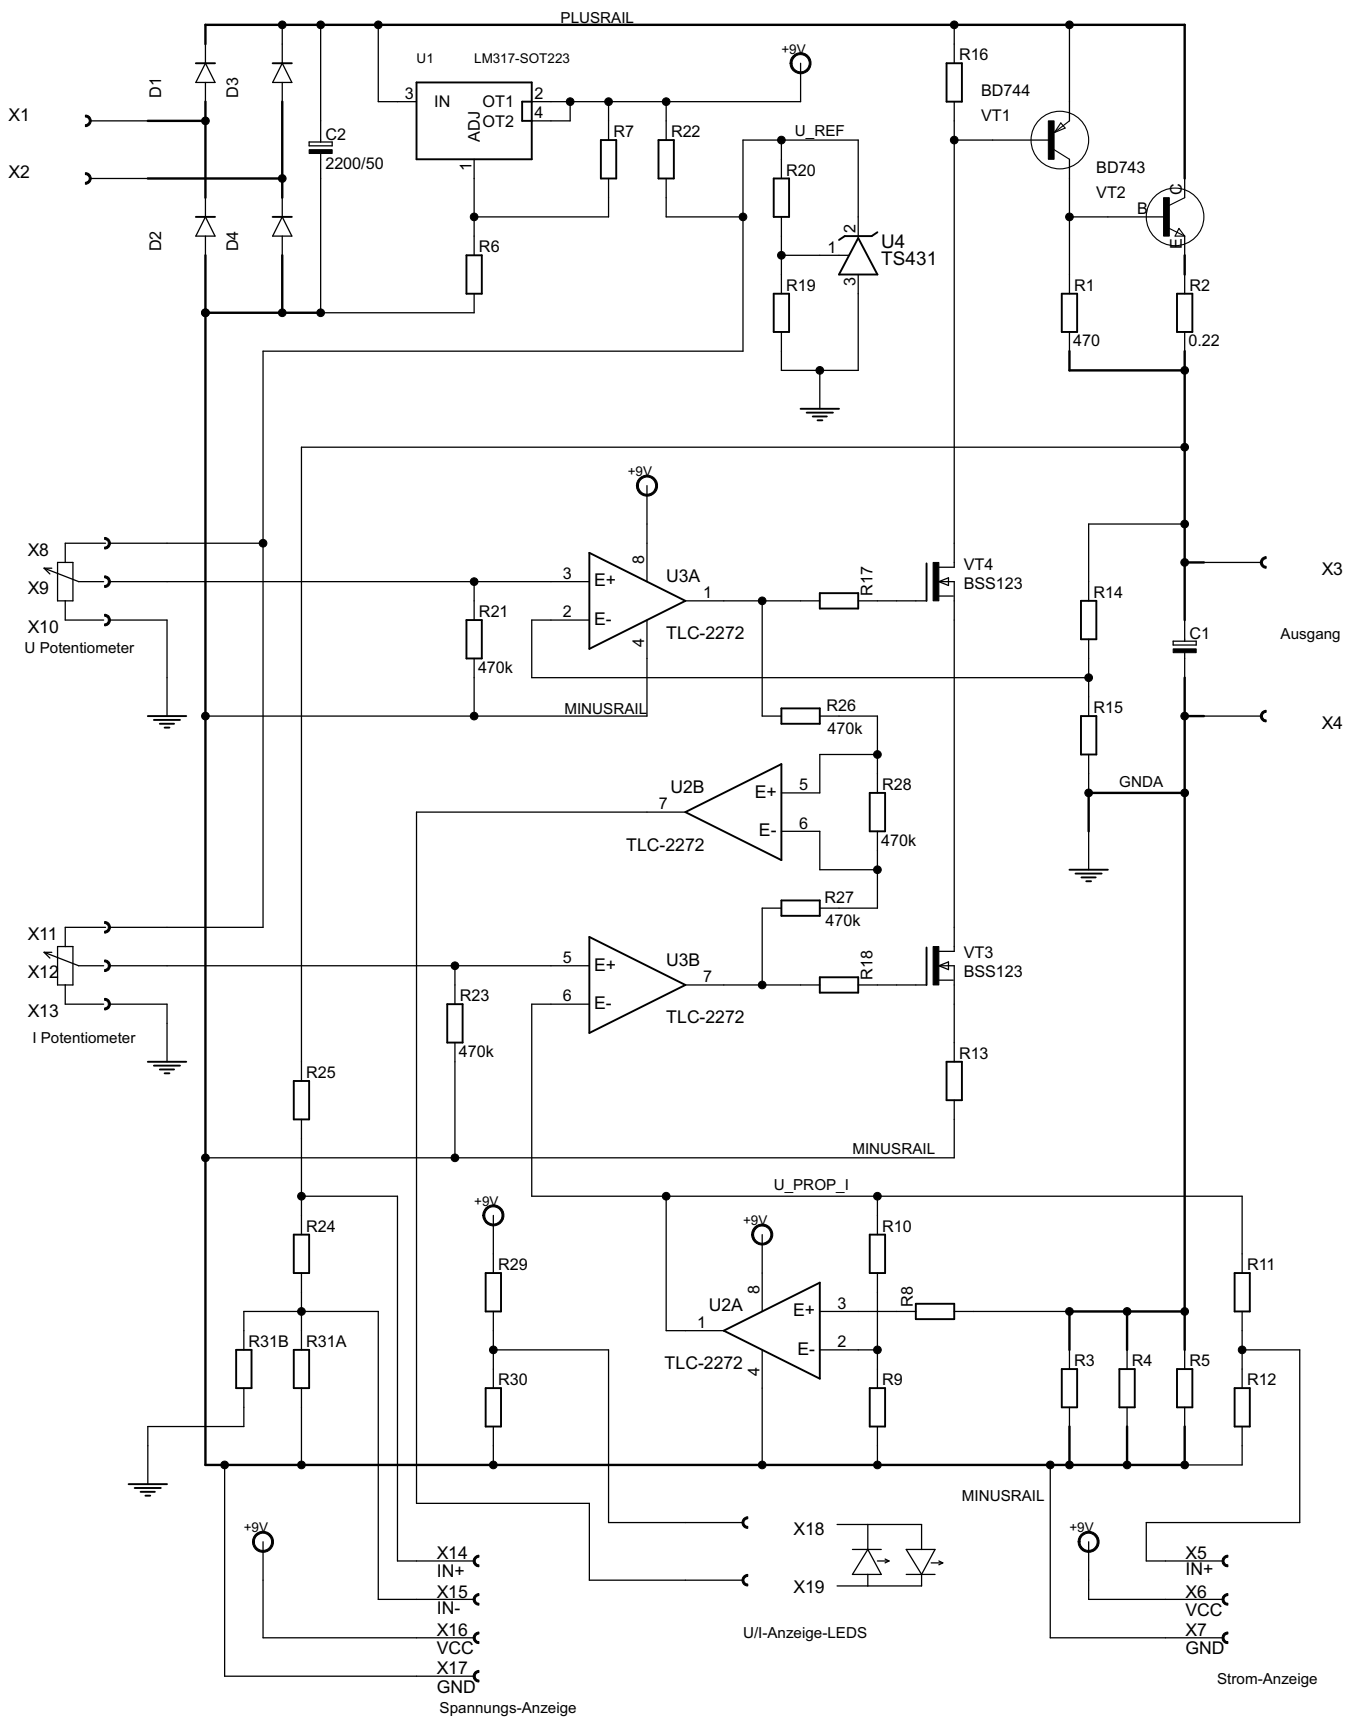 PLUSRAIL
U1
LM317-SOT223
+9V
R16
BD744
VT1
D1
D3
3
IN
OT1
OT2
2
4
ADJ
1
X1
C2
2200/50
R7
R22
U_REF
X2
R20
BD743
VT2
B
C
E
D2
D4
R6
1
2
3
U4
TS431
R19
R1
470
R2
0.22
+9V
X8
X9
X10
U Potentiometer
3
E+
2
E-
8
4
U3A
1
TLC-2272
R21
470k
R17
VT4
BSS123
R14
C1
X3
Ausgang
X4
MINUSRAIL
R26
470k
R15
GNDA
U2B
7
TLC-2272
E+
5
E-
6
R28
470k
R27
470k
X11
X12
X13
I Potentiometer
5
E+
6
E-
U3B
7
TLC-2272
R23
470k
R18
VT3
BSS123
R13
R25
MINUSRAIL
U_PROP_I
+9V
+9V
R24
R29
R10
R11
8
U2A
1
TLC-2272
4
E+
3
E-
2
R8
R31B
R31A
R30
R9
R3
R4
R5
R12
MINUSRAIL
+9V
X14
IN+
X15
IN-
X16
VCC
X17
GND
Spannungs-Anzeige
X18
X19
U/I-Anzeige-LEDS
+9V
X5
IN+
X6
VCC
X7
GND
Strom-Anzeige